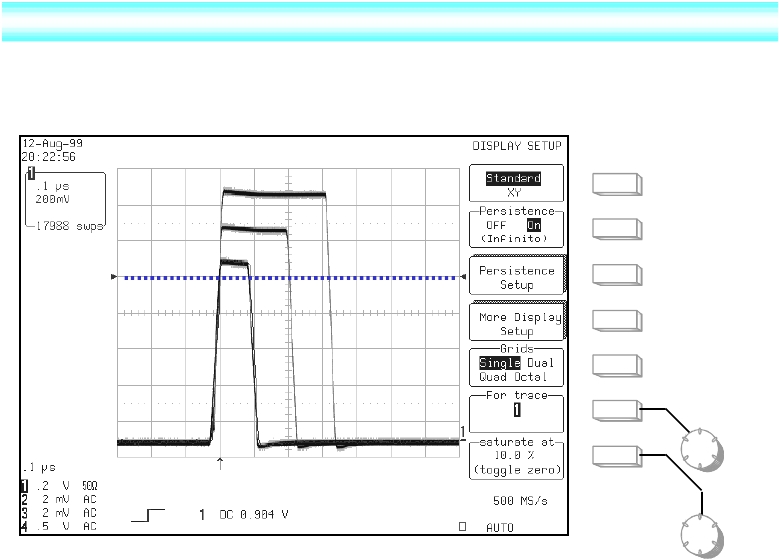 12-Aug-99
20:22:56
DISPLAY SETUP
1
.1 µs
200mV
17988 swps
Standard
XY
Persistence
OFF On
(Infinito)
Persistence
Setup
More Display
Setup
Grids
Single Dual
Quad Octal
For trace
1
saturate at
10.0 %
(toggle zero)
1
.1 µs
1 .2 V 50Ω
2 2 mV AC
3 2 mV AC
4 .5 V AC
1 DC 0.904 V
500 MS/s
AUTO